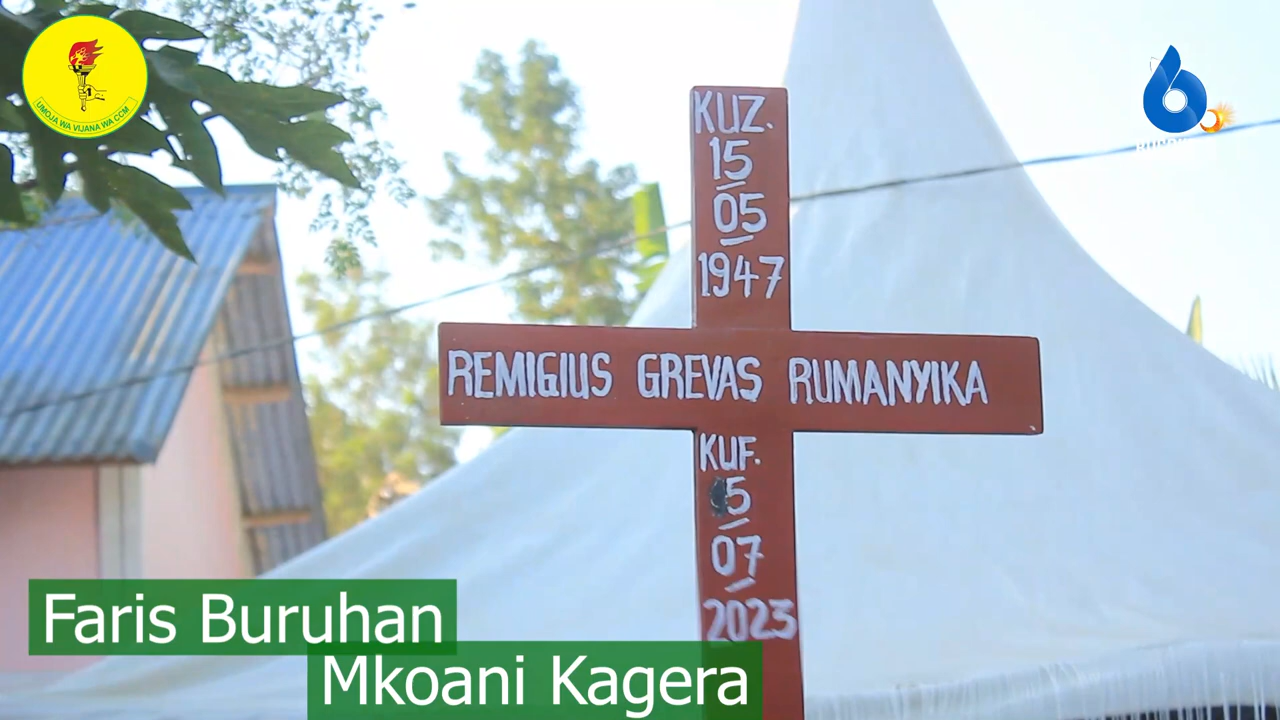 UMOJA WA VIJANA WA CCM
KUZ.
15
05
1947
REMIGIUS GREVAS RUMANYIKA
KUF.
5
07
2023
Faris Buruhan
Mkoani Kagera